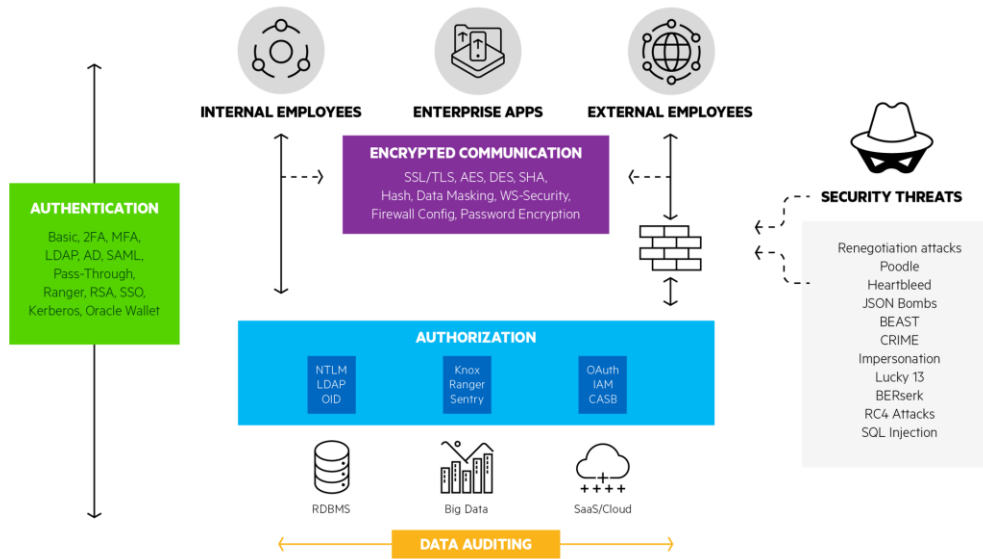 INTERNAL EMPLOYEES
ENTERPRISE APPS
EXTERNAL EMPLOYEES
ENCRYPTED COMMUNICATION
SSL/TLS, AES, DES, SHA,
Hash, Data Masking, WS-Security,
Firewall Config, Password Encryption
AUTHENTICATION
Basic, 2FA, MFA,
LDAP, AD, SAML,
Pass-Through,
Ranger, RSA, SSO,
Kerberos, Oracle Wallet
SECURITY THREATS
Renegotiation attacks
Poodle
Heartbleed
JSON Bombs
BEAST
CRIME
Impersonation
Lucky 13
BERserk
RC4 Attacks
SQL Injection
AUTHORIZATION
NTLM
LDAP
OID
Knox
Ranger
Sentry
OAuth
IAM
CASB
RDBMS
Big Data
SaaS/Cloud
DATA AUDITING